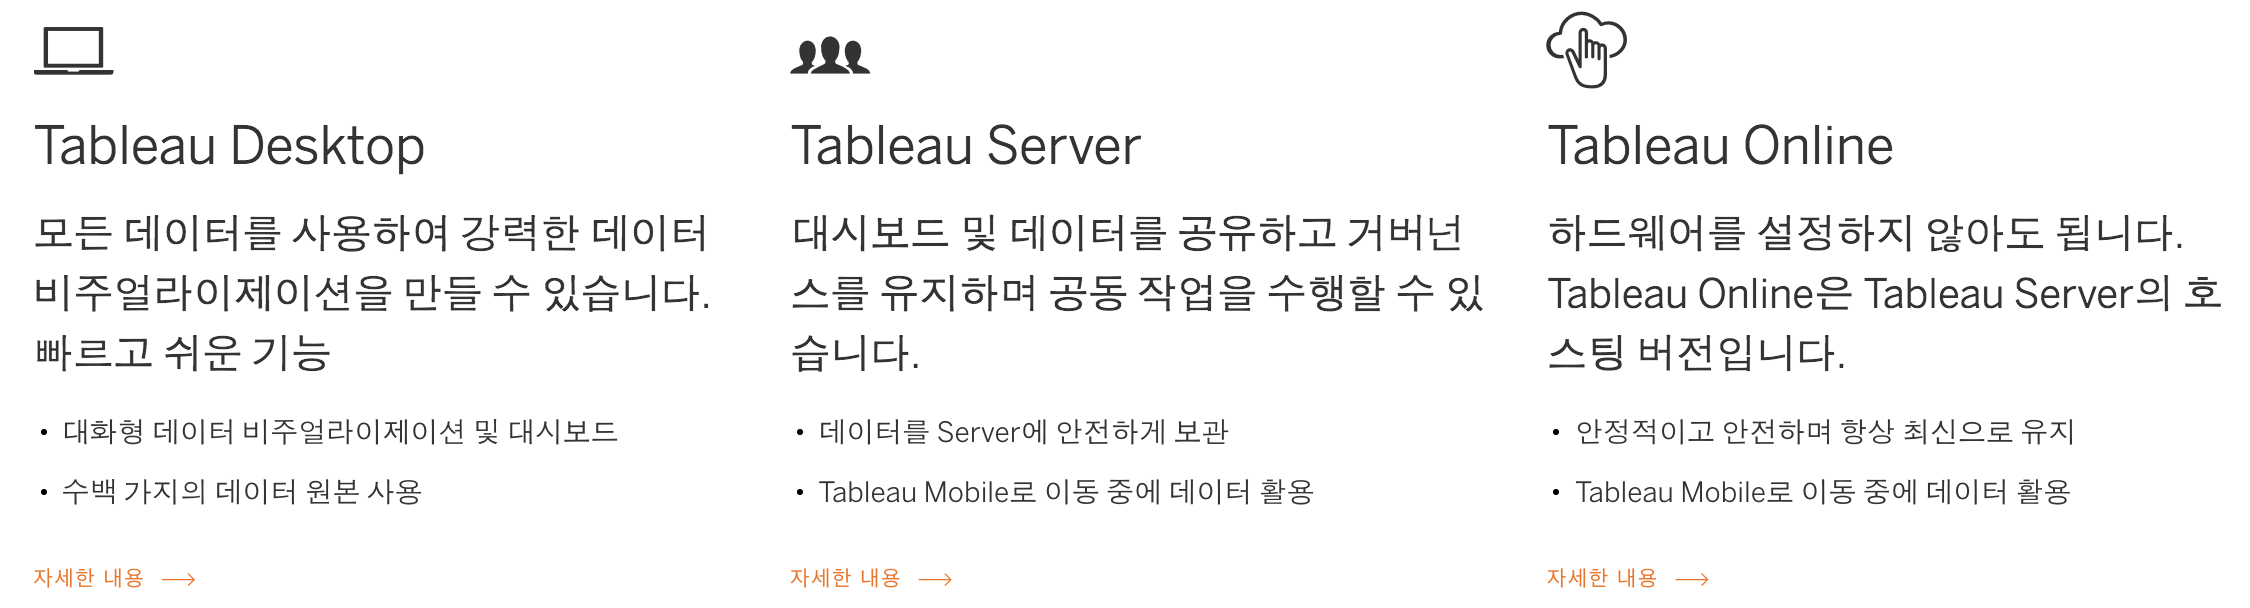 Tableau Desktop
모든 데이터를 사용하여 강력한 데이터
비주얼라이제이션을 만들 수 있습니다.
빠르고 쉬운 기능
• 대화형 데이터 비주얼라이제이션 및 대시보드
• 수백 가지의 데이터 원본 사용
자세한 내용 →
Tableau Server
대시보드 및 데이터를 공유하고 거버넌
스를 유지하며 공동 작업을 수행할 수 있
습니다.
• 데이터를 Server에 안전하게 보관
• Tableau Mobile로 이동 중에 데이터 활용
자세한 내용 →
Tableau Online
하드웨어를 설정하지 않아도 됩니다.
Tableau Online은 Tableau Server의 호
스팅 버전입니다.
• 안정적이고 안전하며 항상 최신으로 유지
• Tableau Mobile로 이동 중에 데이터 활용
자세한 내용 →